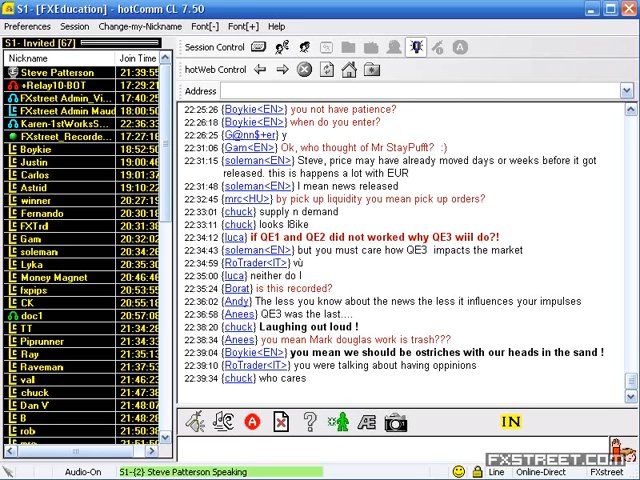 S1- [FXEducation] - hotComm CL 7.50
Preferences Session Change-my-Nickname Font[-] Font[+] Help
S1- Invited [67]
Nickname Join Time
Steve Patterson 21:39:55
+Relay10-BOT 17:29:21
FXstreet Admin_Vi... 17:40:25
FXstreet Admin Maud 18:00:50
Karen-1stWorksS... 22:36:33
FXstreet_Recorde... 17:27:16
Boykie 18:52:50
Justin 19:00:46
Carlos 19:01:37
Astrid 19:10:22
winner 20:27:19
Fernando 20:30:31
FXTrd 20:31:31
Gam 20:32:02
soleman 20:32:26
Lyka 20:35:35
Money Magnet 20:46:46
fxpips 20:53:53
CK 20:55:18
doc1 20:57:08
TT 21:34:28
Piprunner 21:34:33
Ray 21:35:13
Raveman 21:37:53
val 21:46:23
chuck 21:47:38
Dan V 21:48:07
B 21:48:28
rob 21:50:38
mrc 21:51:51
Session Control
A
hotWeb Control
Address
22:25:26 {Boykie<EN>} you not have patience?
22:26:18 {Boykie<EN>} when do you enter?
22:26:25 {G@nn$+er} y
22:31:06 {Gam<EN>} Ok, who thought of Mr StayPufft? :)
22:31:15 {soleman<EN>} Steve, price may have already moved days or weeks before it got
released. this is happens a lot with EUR
22:31:48 {soleman<EN>} I mean news released
22:32:45 {mrc<HU>} by pick up liquidity you mean pick up orders?
22:33:01 {chuck} supply n demand
22:33:11 {chuck} looks l8ike
22:34:12 {luca} if QE1 and QE2 did not worked why QE3 wiil do?!
22:34:43 {soleman<EN>} but you must care how QE3 impacts the market
22:34:59 {RoTrader<IT>} vù
22:35:00 {luca} neither do I
22:35:24 {Borat} is this recorded?
22:36:02 {Andy} The less you know about the news the less it influences your impulses
22:36:58 {Anees} QE3 was the last....
22:38:20 {chuck} Laughing out loud !
22:38:34 {Anees} you mean Mark douglas work is trash???
22:39:04 {Boykie<EN>} you mean we should be ostriches with our heads in the sand !
22:39:10 {RoTrader<IT>} you were talking about having oppinions
22:39:34 {chuck} who cares
A ? Æ IN
FXSTREET.COM
Audio-On S1-{2} Steve Patterson Speaking Line Online-Direct FXstreet